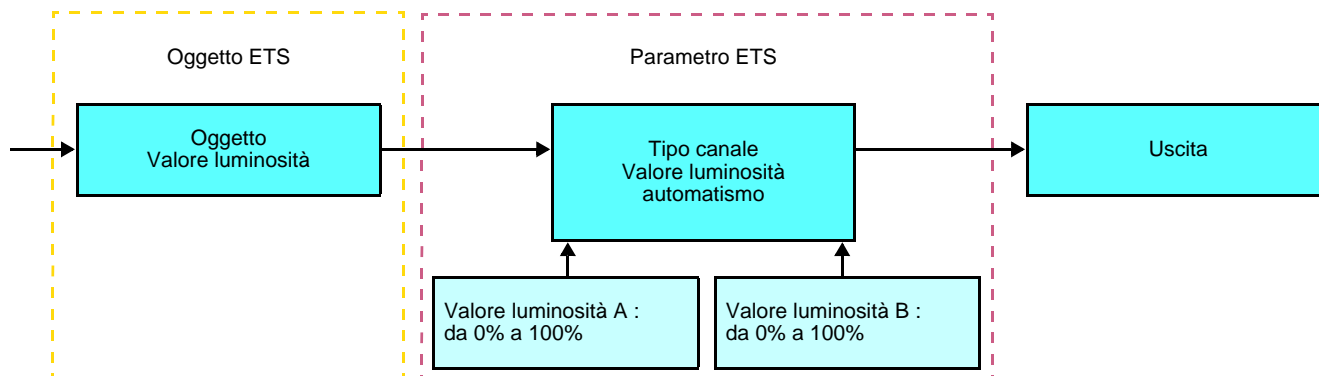 Oggetto ETS
Parametro ETS
Oggetto
Valore luminosità
Tipo canale
Valore luminosità
automatismo
Uscita
Valore luminosità A :
da 0% a 100%
Valore luminosità B :
da 0% a 100%